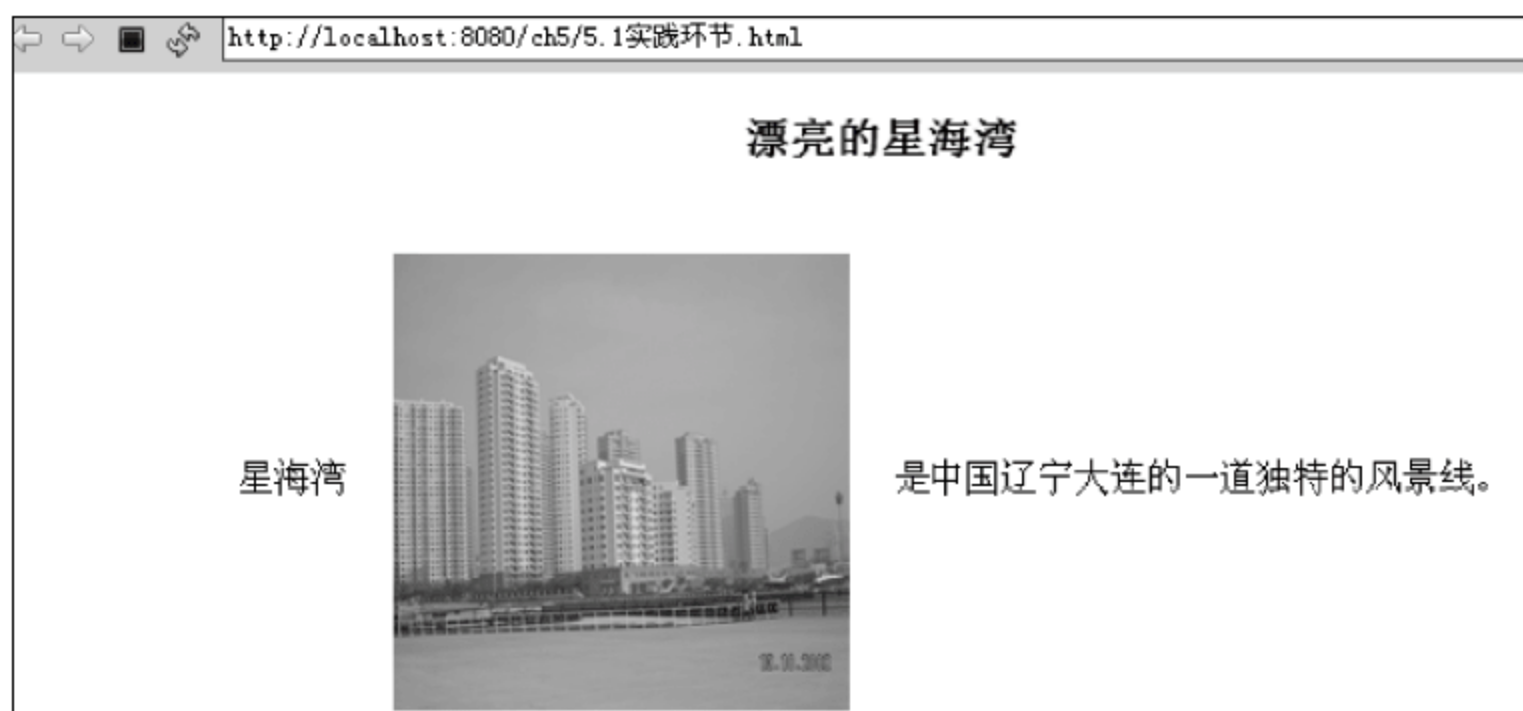 http://localhost:8080/ch5/5.1实践环节.html
漂亮的星海湾
星海湾
是中国辽宁大连的一道独特的风景线。